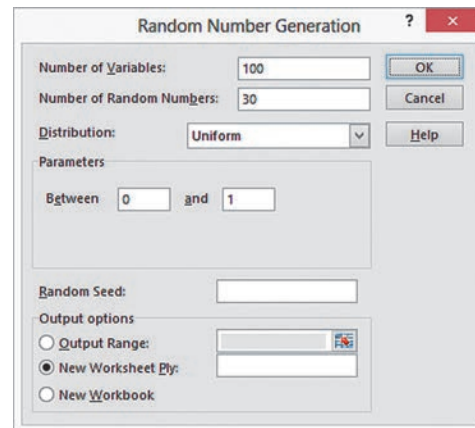 Random Number Generation ? ×
Number of Variables: 100 OK
Number of Random Numbers: 30 Cancel
Distribution: Uniform Help
Parameters
Between 0 and 1
Random Seed:
Output options
Output Range:
New Worksheet Ply:
New Workbook